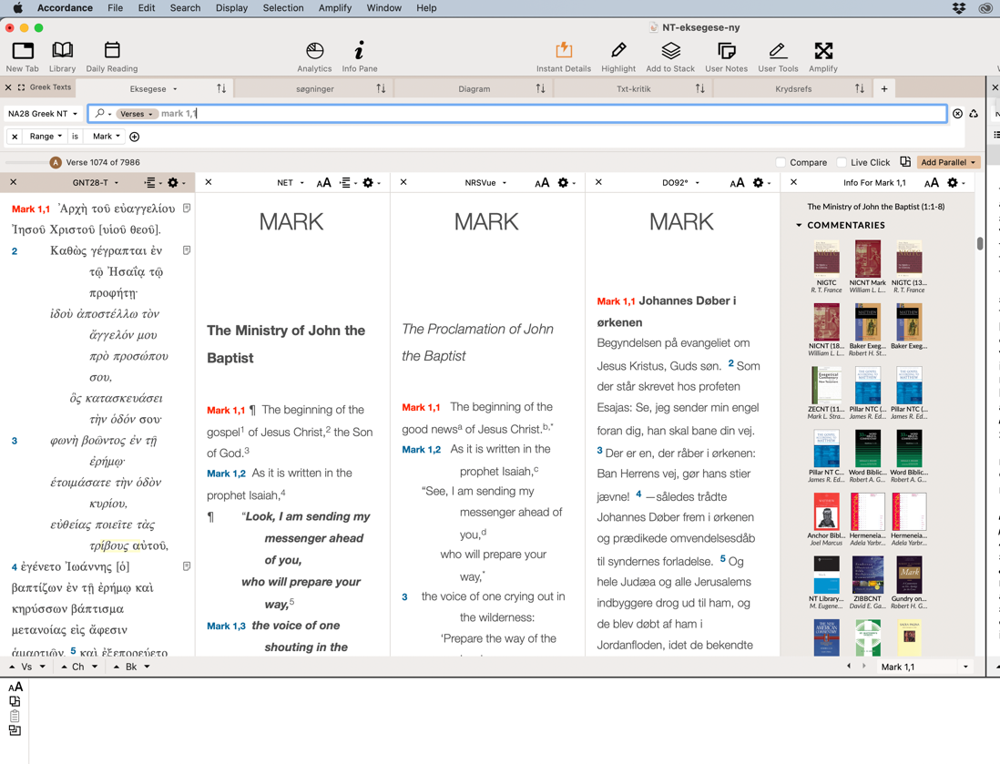 Accordance File Edit Search Display Selection Amplify Window Help
NT-eksegese-ny
New Tab Library Daily Reading Analytics Info Pane Instant Details Highlight Add to Stack User Notes User Tools Amplify
Greek Texts Eksegese søgninger Diagram Txt-kritik Krydsrefs +
NA28 Greek NT Verses mark 1,1
Range is Mark
A Verse 1074 of 7986 Compare Live Click Add Parallel
GNT28-T
Mark 1,1 Ἀρχὴ τοῦ εὐαγγελίου
Ἰησοῦ Χριστοῦ [υἱοῦ θεοῦ].
2 Καθὼς γέγραπται ἐν
τῷ Ἠσαΐᾳ τῷ
προφήτῃ·
ἰδοὺ ἀποστέλλω τὸν
ἄγγελόν μου
πρὸ προσώπου
σου,
ὃς κατασκευάσει
τὴν ὁδόν σου·
3 φωνὴ βοῶντος ἐν τῇ
ἐρήμῳ·
ἑτοιμάσατε τὴν ὁδὸν
κυρίου,
εὐθείας ποιεῖτε τὰς
τρίβους αὐτοῦ,
4 ἐγένετο Ἰωάννης [ὁ]
βαπτίζων ἐν τῇ ἐρήμῳ καὶ
κηρύσσων βάπτισμα
μετανοίας εἰς ἄφεσιν
ἁμαρτιῶν. 5 καὶ ἐξεπορεύετο
NET
MARK
The Ministry of John the
Baptist
Mark 1,1 ¶ The beginning of the
gospel1 of Jesus Christ,2 the Son
of God.3
Mark 1,2 As it is written in the
prophet Isaiah,4
¶ “Look, I am sending my
messenger ahead
of you,
who will prepare your
way,5
Mark 1,3 the voice of one
shouting in the
NRSVue
MARK
The Proclamation of John
the Baptist
Mark 1,1 The beginning of the
good newsa of Jesus Christ.b,*
Mark 1,2 As it is written in the
prophet Isaiah,c
“See, I am sending my
messenger ahead of
you,d
who will prepare your
way,*
3 the voice of one crying out in
the wilderness:
‘Prepare the way of the
DO92°
MARK
Mark 1,1 Johannes Døber i
ørkenen
Begyndelsen på evangeliet om
Jesus Kristus, Guds søn. 2 Som
der står skrevet hos profeten
Esajas: Se, jeg sender min engel
foran dig, han skal bane din vej.
3 Der er en, der råber i ørkenen:
Ban Herrens vej, gør hans stier
jævne! 4 —således trådte
Johannes Døber frem i ørkenen
og prædikede omvendelsesdåb
til syndernes forladelse. 5 Og
hele Judæa og alle Jerusalems
indbyggere drog ud til ham, og
de blev døbt af ham i
Jordanfloden, idet de bekendte
Info For Mark 1,1
The Ministry of John the Baptist (1:1-8)
COMMENTARIES
NIGTC NICNT Mark NIGTC (13...
R. T. France William L. L... R. T. France
NICNT (18... Baker Exeg... Baker Exeg...
William L. L... Robert H. St...
ZECNT (11... Pillar NTC (... Pillar NTC (...
Mark L. Stra... James R. Ed... James R. Ed...
Pillar NT C... Word Biblic... Word Biblic...
James R. Ed... Robert A. G... Robert A. G...
Anchor Bibl... Hermeneia... Hermeneia...
Joel Marcus Adela Yarbr... Adela Yarbr...
NT Library... ZIBBCNT Gundry on...
M. Eugene... David E. Ga... Robert H. G...
Vs Ch Bk Mark 1,1